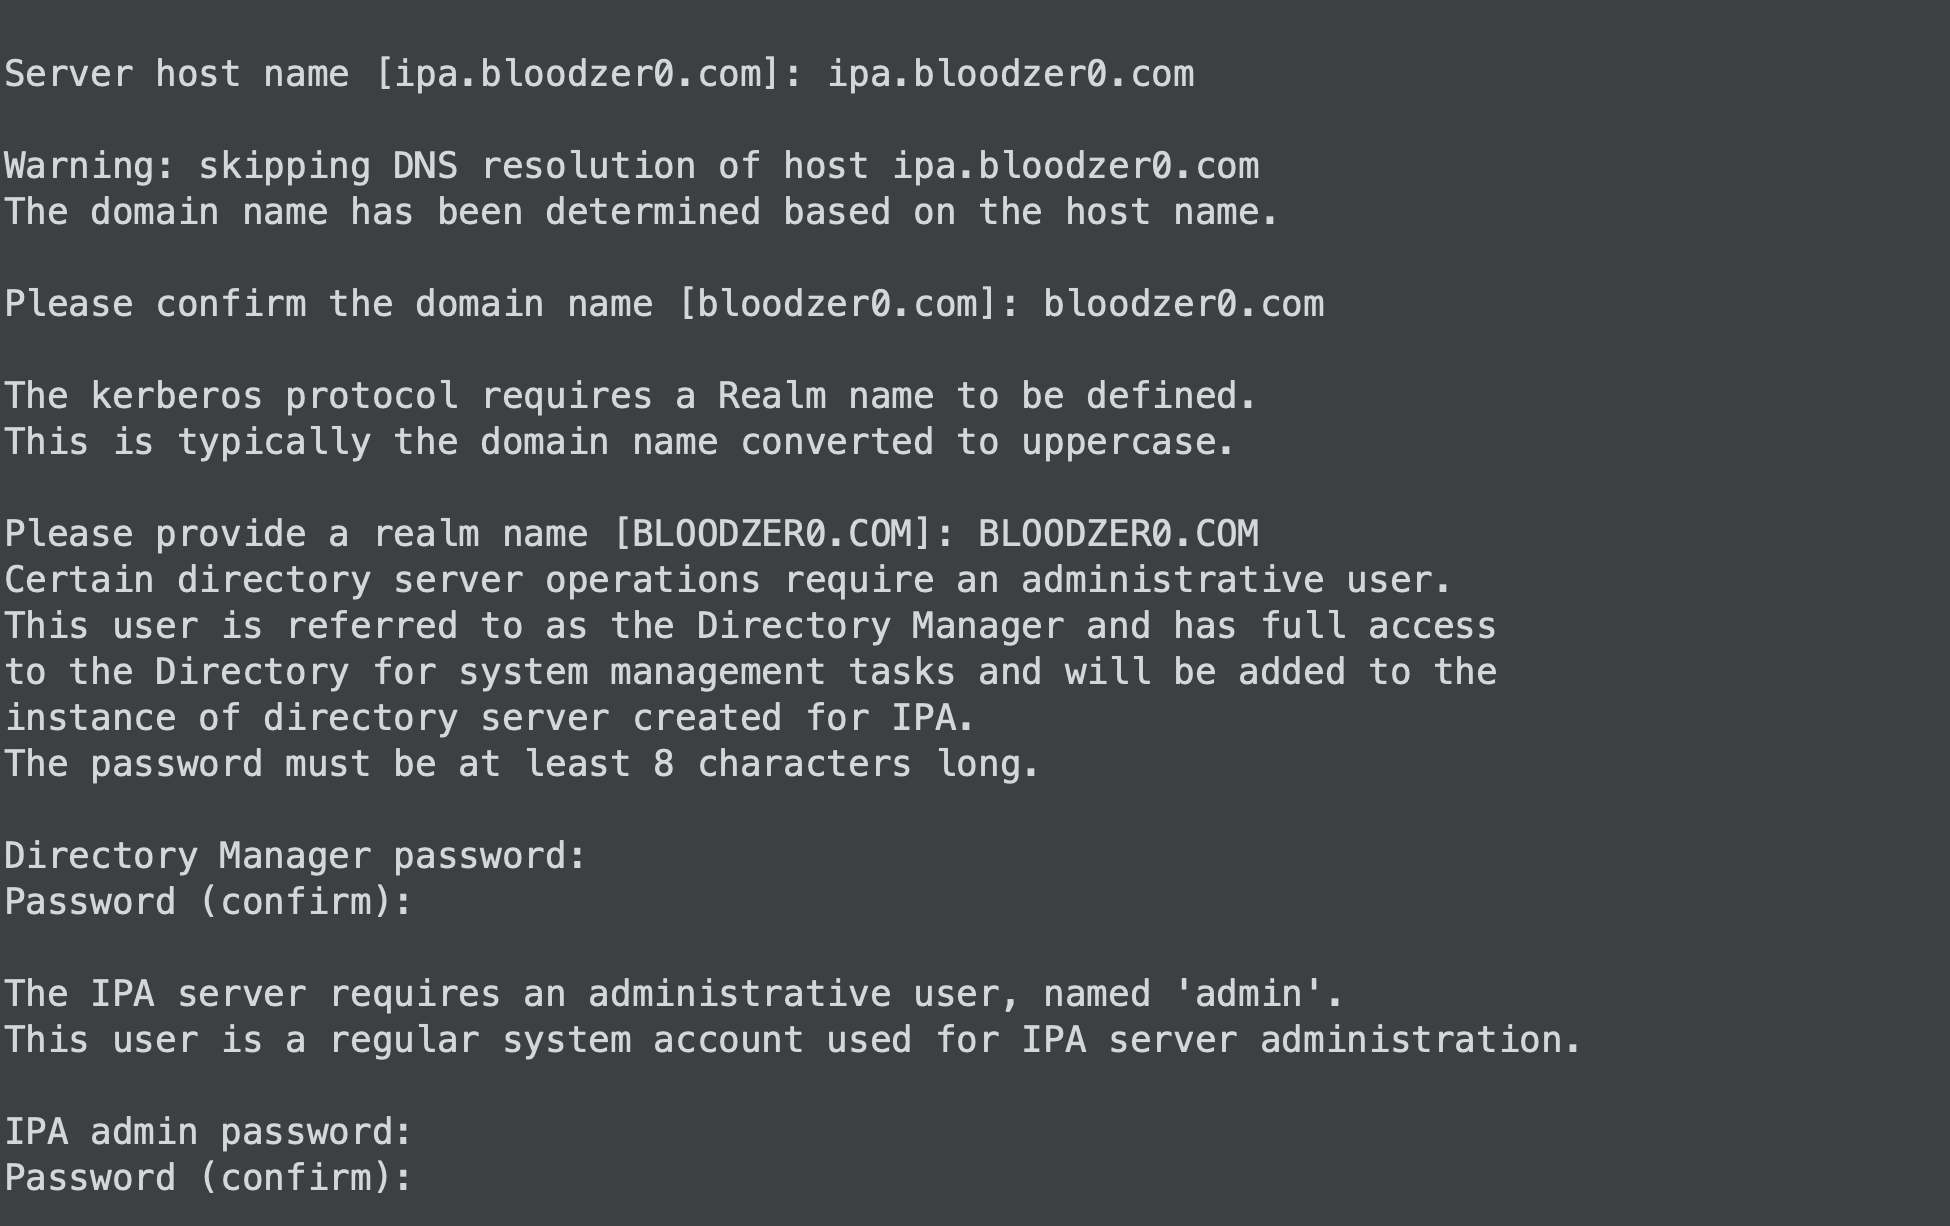 Server host name [ipa.bloodzer0.com]: ipa.bloodzer0.com
Warning: skipping DNS resolution of host ipa.bloodzer0.com
The domain name has been determined based on the host name.
Please confirm the domain name [bloodzer0.com]: bloodzer0.com
The kerberos protocol requires a Realm name to be defined.
This is typically the domain name converted to uppercase.
Please provide a realm name [BLOODZER0.COM]: BLOODZER0.COM
Certain directory server operations require an administrative user.
This user is referred to as the Directory Manager and has full access
to the Directory for system management tasks and will be added to the
instance of directory server created for IPA.
The password must be at least 8 characters long.
Directory Manager password:
Password (confirm):
The IPA server requires an administrative user, named 'admin'.
This user is a regular system account used for IPA server administration.
IPA admin password:
Password (confirm):